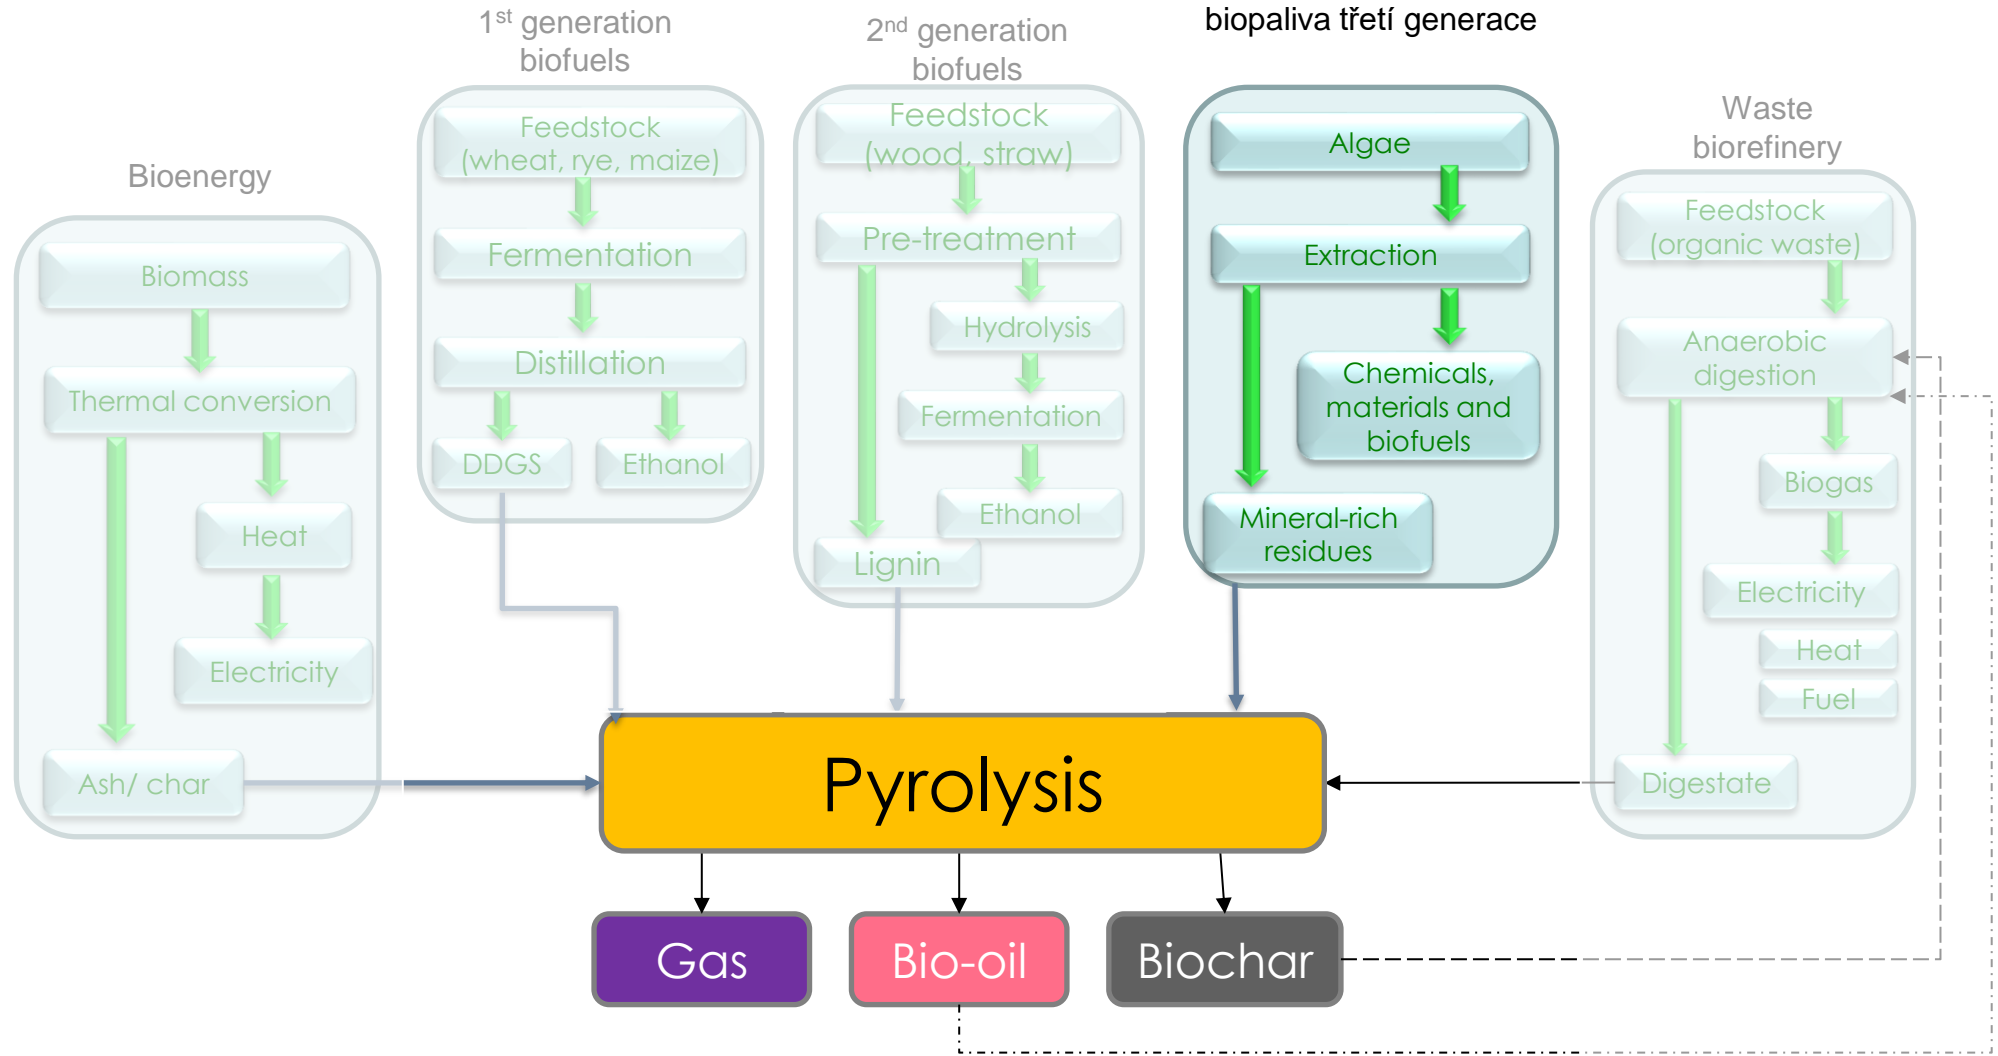 1st generation
biofuels
2nd generation
biofuels
biopaliva třetí generace
Waste
biorefinery
Bioenergy
Biomass
Thermal conversion
Heat
Electricity
Ash/ char
Feedstock
(wheat, rye, maize)
Fermentation
Distillation
DDGS
Ethanol
Feedstock
(wood, straw)
Pre-treatment
Hydrolysis
Fermentation
Ethanol
Lignin
Algae
Extraction
Chemicals,
materials and
biofuels
Mineral-rich
residues
Feedstock
(organic waste)
Anaerobic
digestion
Biogas
Electricity
Heat
Fuel
Digestate
Pyrolysis
Gas
Bio-oil
Biochar